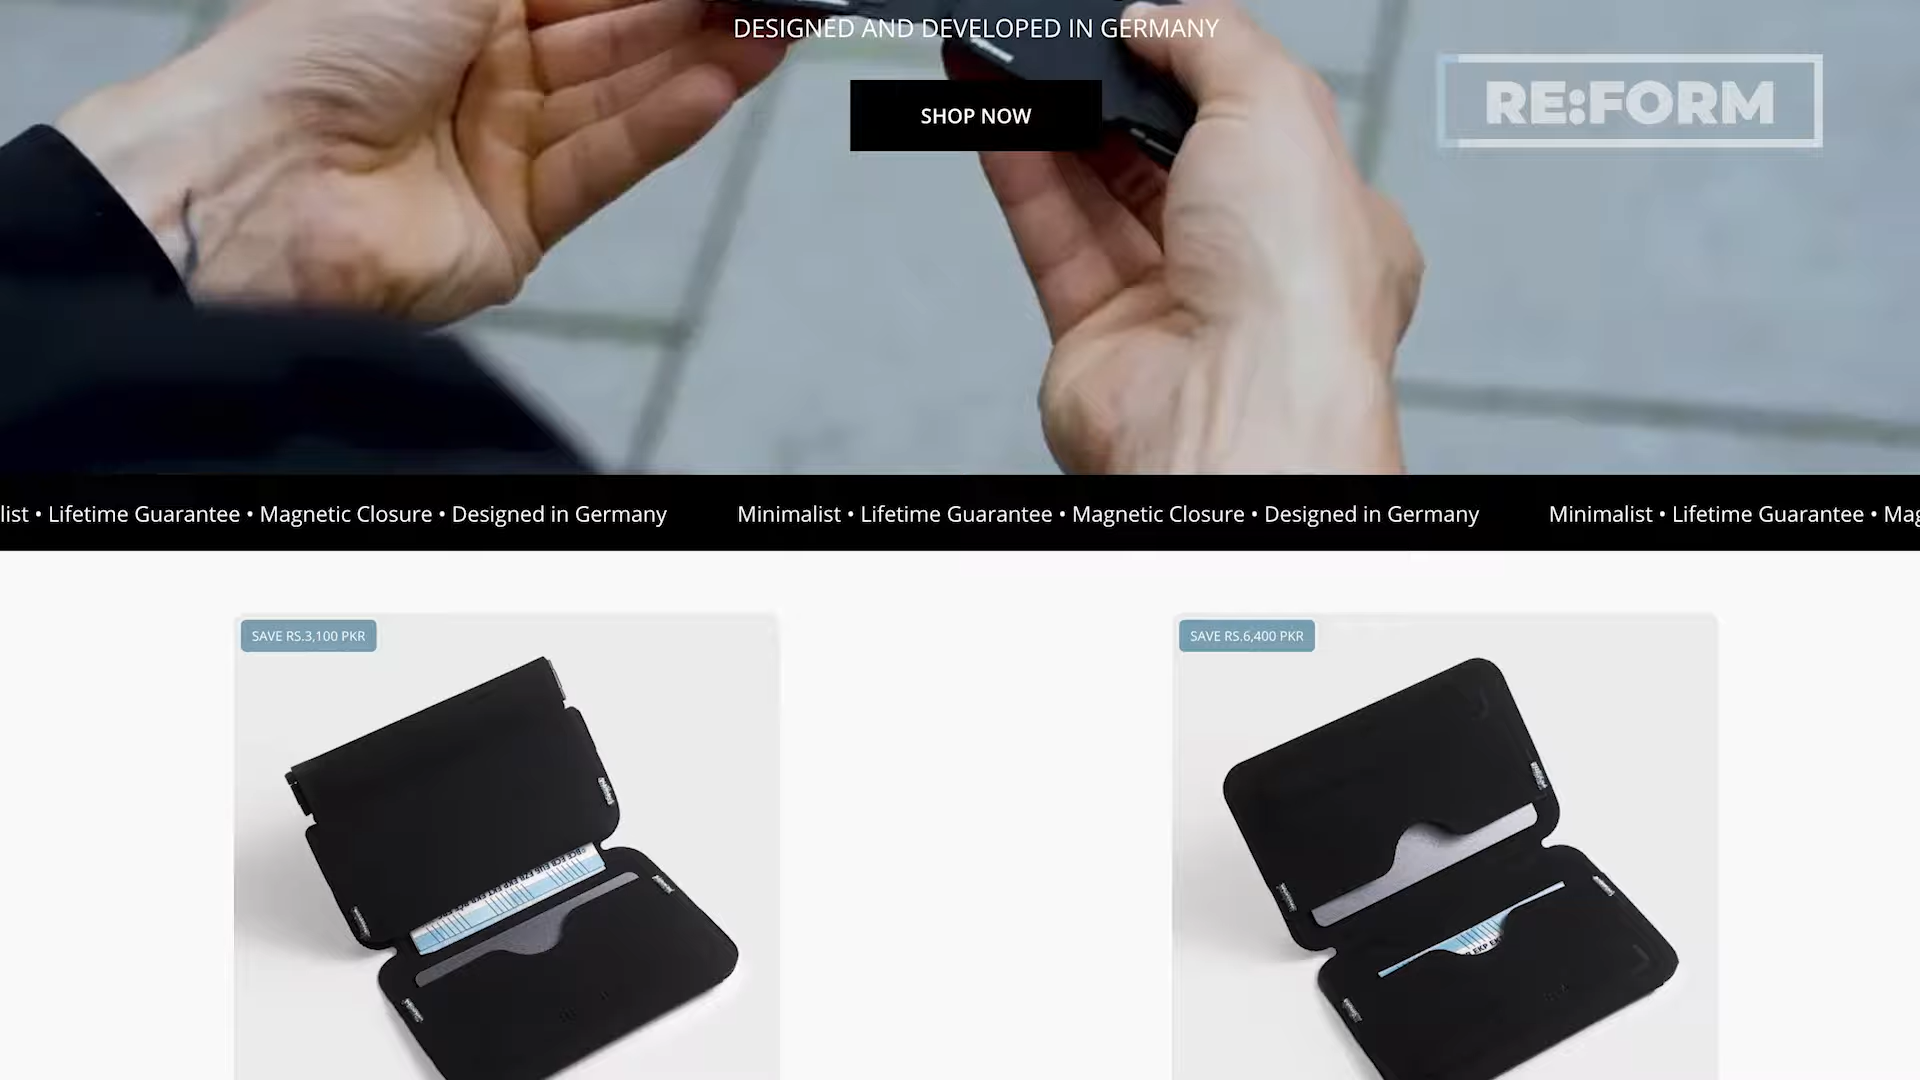 DESIGNED AND DEVELOPED IN GERMANY
SHOP NOW
RE:FORM
list • Lifetime Guarantee • Magnetic Closure • Designed in Germany Minimalist • Lifetime Guarantee • Magnetic Closure • Designed in Germany Minimalist • Lifetime Guarantee • Mag
SAVE RS.3,100 PKR
SAVE RS.6,400 PKR